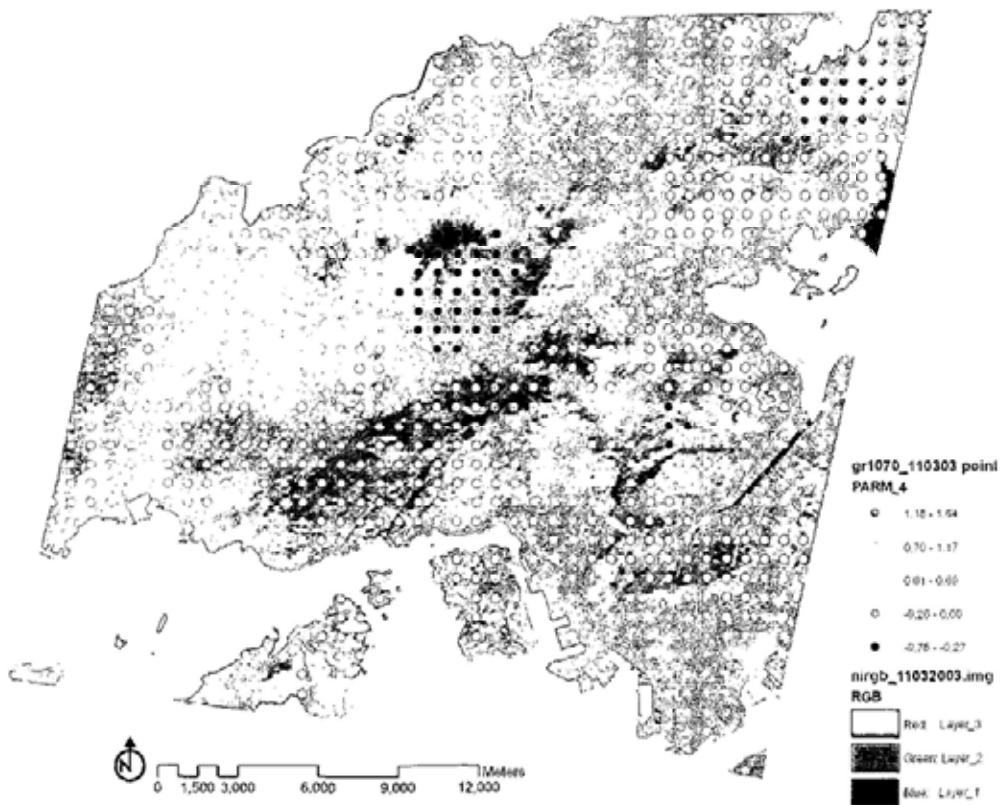 gr1070_110303 point
PARM_4
1.18 - 1.94
0.70 - 1.17
-0.26 - 0.00
-0.76 - -0.27
nirgb_11032003.img
RGB
Red: Layer_3
Green: Layer_2
Blue: Layer_1
N
Meters
0 1,500 3,000 6,000 9,000 12,000